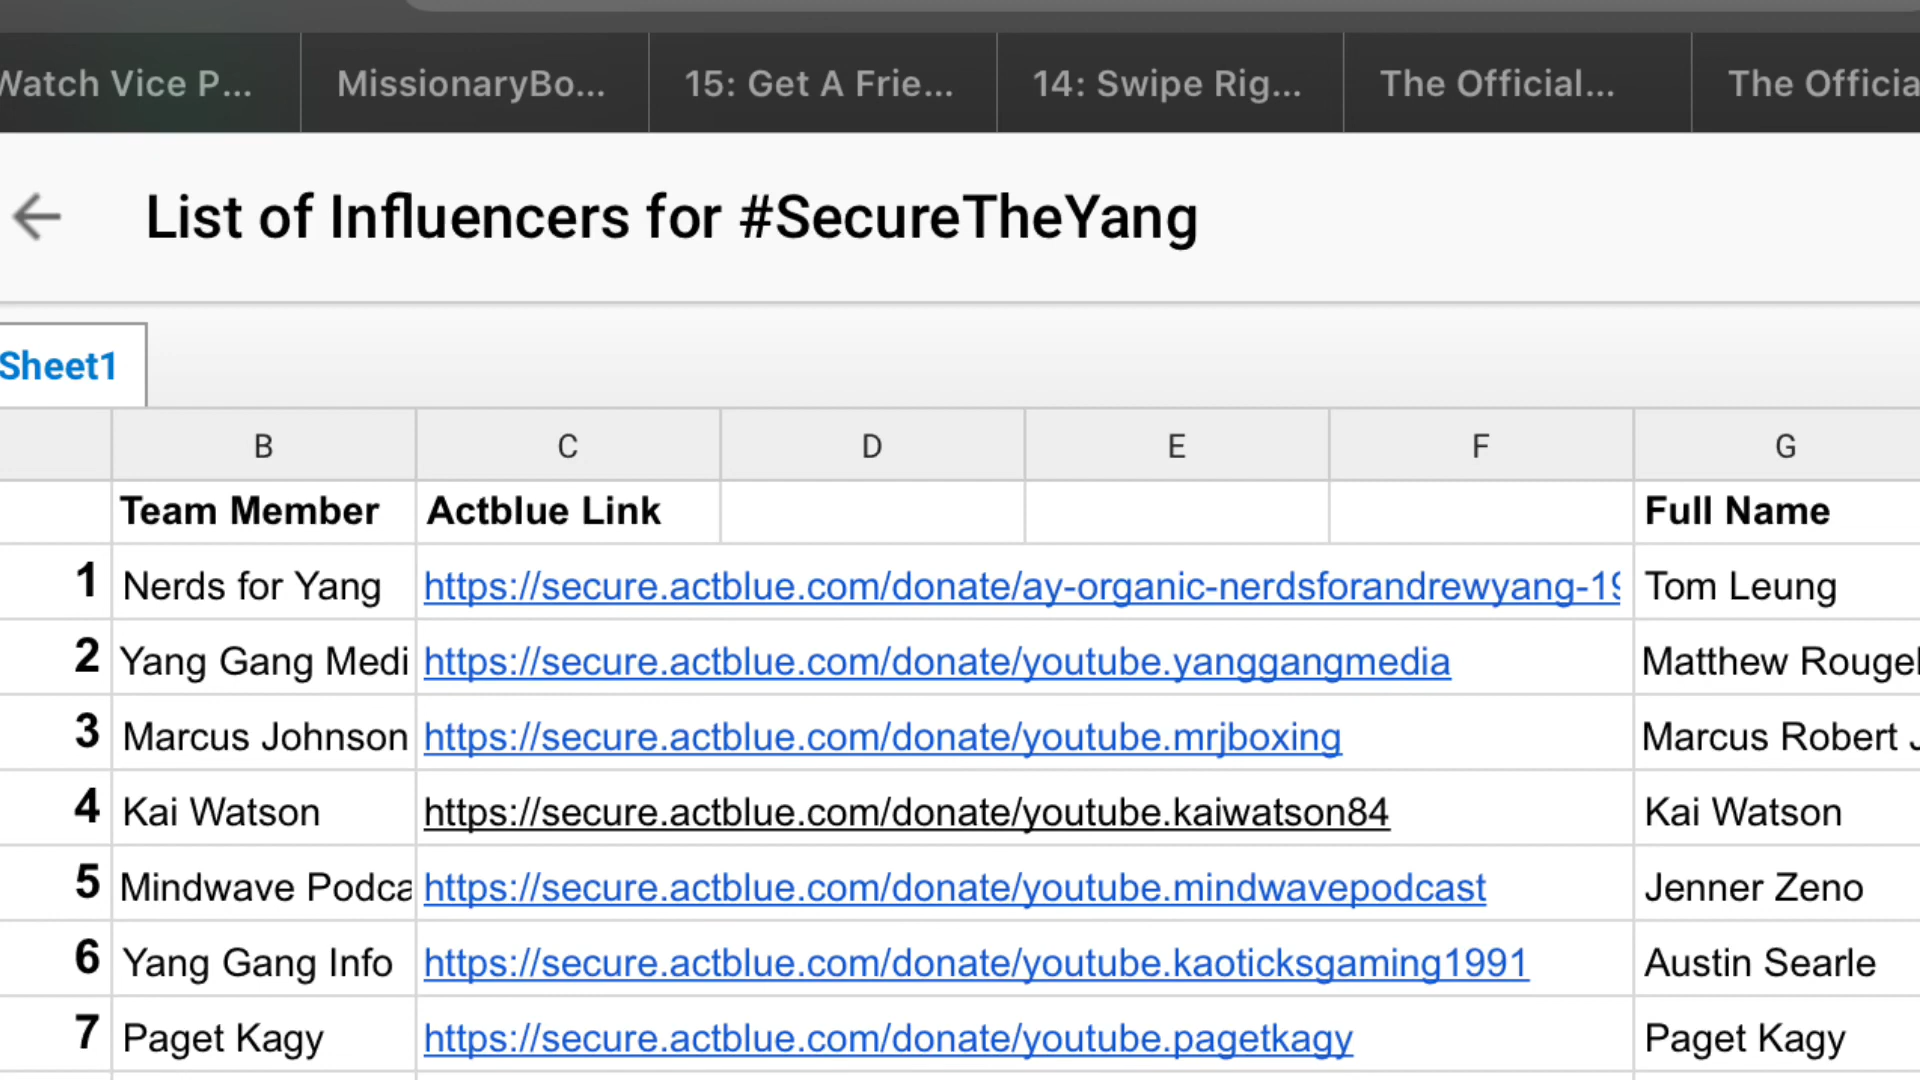 Watch Vice P... MissionaryBo... 15: Get A Frie... 14: Swipe Rig... The Official... The Officia
List of Influencers for #SecureTheYang
Sheet1
B C D E F G
Team Member Actblue Link Full Name
1 Nerds for Yang https://secure.actblue.com/donate/ay-organic-nerdsforandrewyang-19 Tom Leung
2 Yang Gang Medi https://secure.actblue.com/donate/youtube.yanggangmedia Matthew Rougel
3 Marcus Johnson https://secure.actblue.com/donate/youtube.mrjboxing Marcus Robert J
4 Kai Watson https://secure.actblue.com/donate/youtube.kaiwatson84 Kai Watson
5 Mindwave Podca https://secure.actblue.com/donate/youtube.mindwavepodcast Jenner Zeno
6 Yang Gang Info https://secure.actblue.com/donate/youtube.kaoticksgaming1991 Austin Searle
7 Paget Kagy https://secure.actblue.com/donate/youtube.pagetkagy Paget Kagy